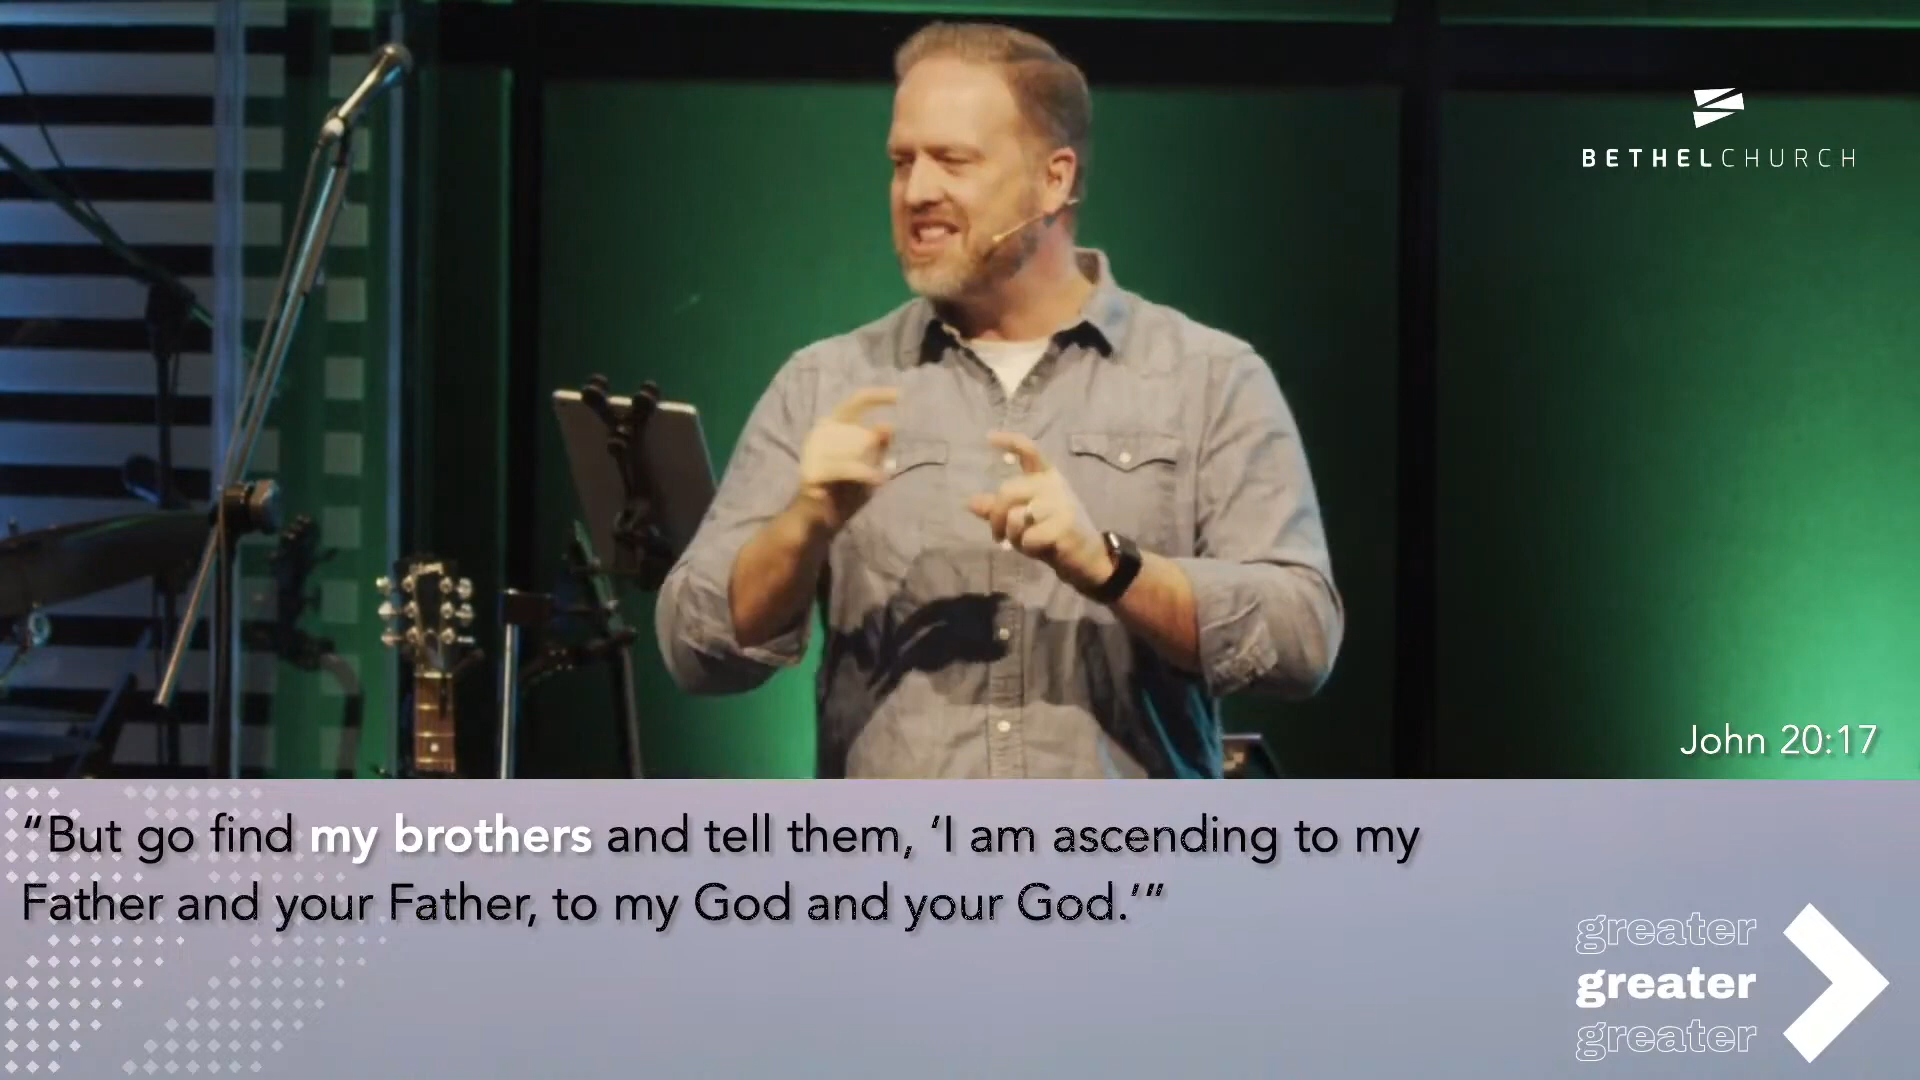 BETHELCHURCH
John 20:17
“But go find my brothers and tell them, ‘I am ascending to my
Father and your Father, to my God and your God.’”
greater
greater
greater